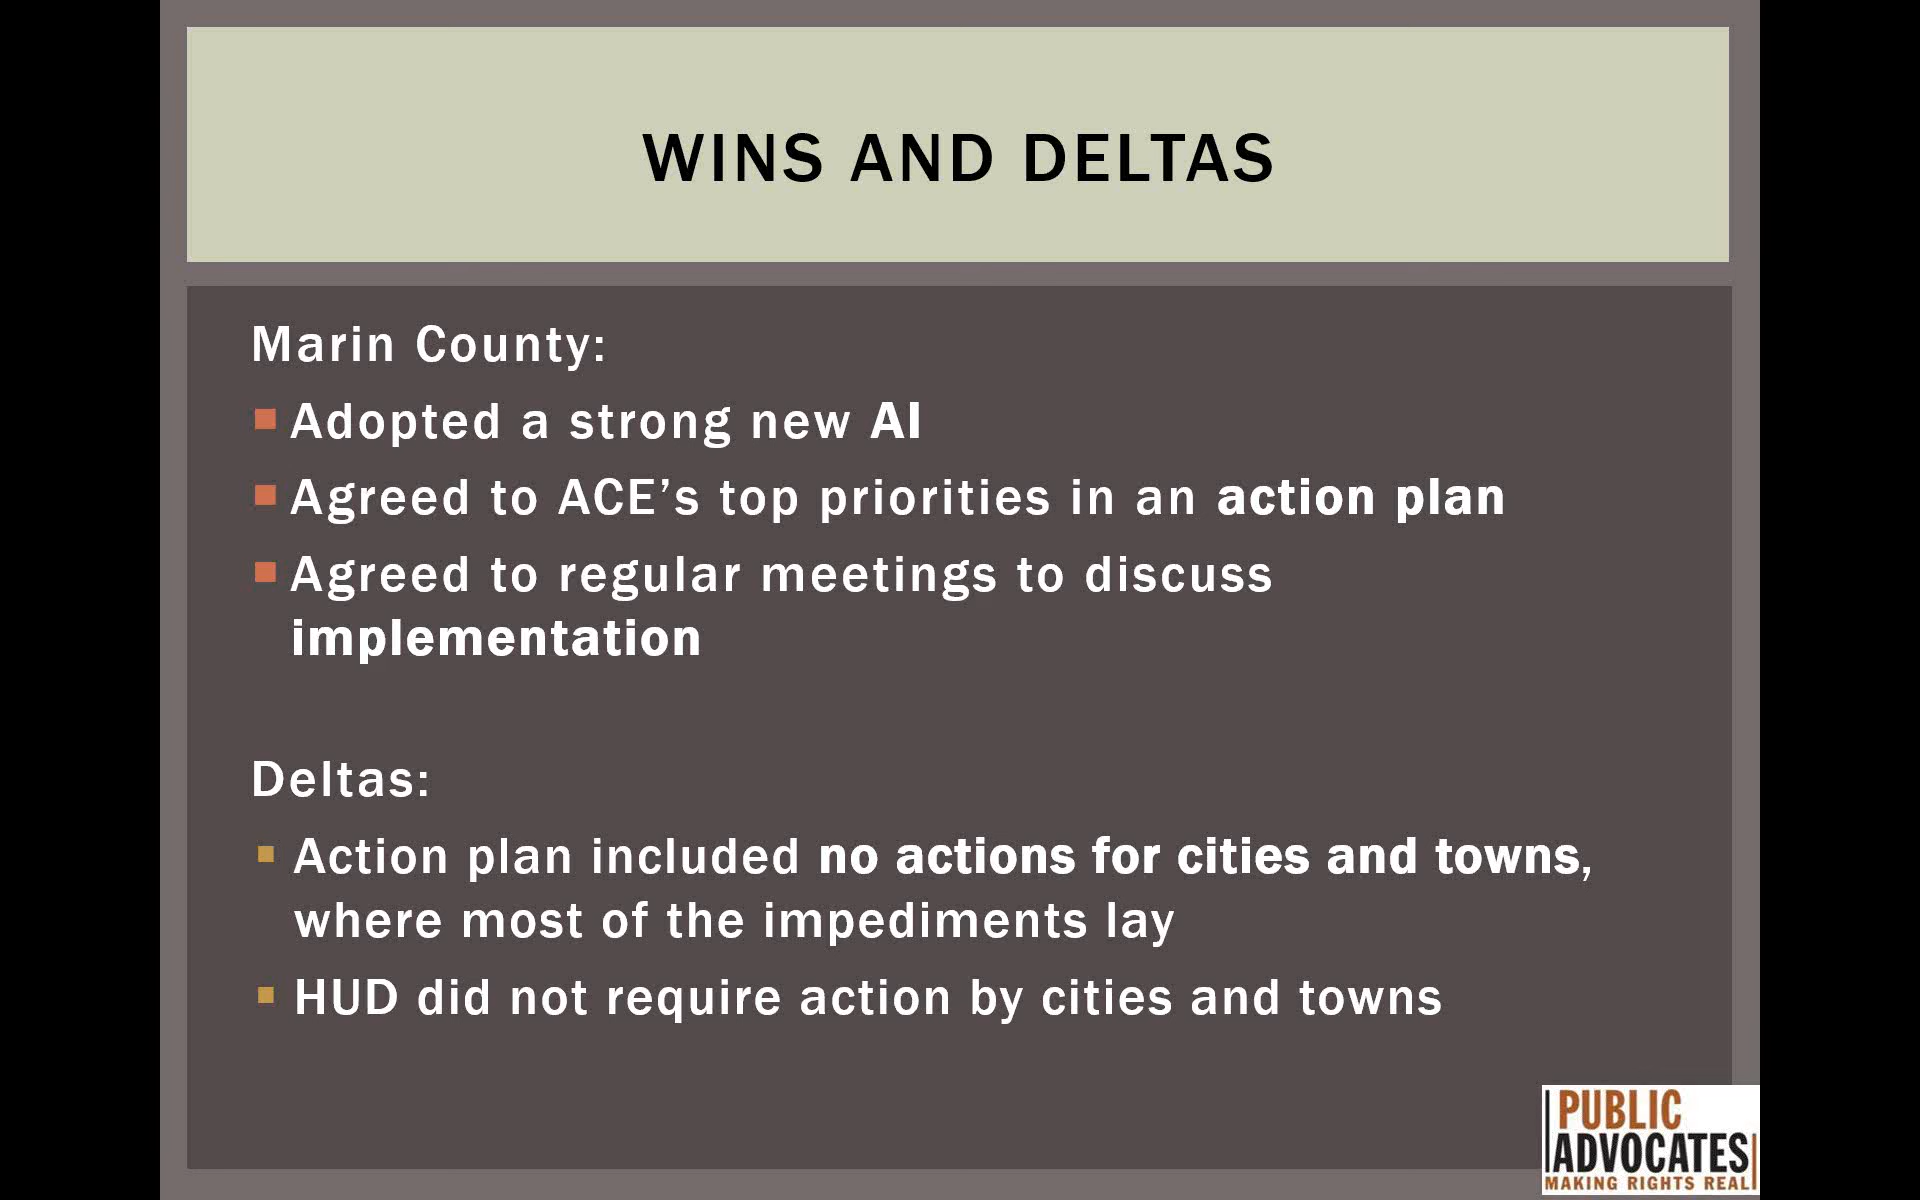 WINS AND DELTAS
Marin County:
Adopted a strong new AI
Agreed to ACE’s top priorities in an action plan
Agreed to regular meetings to discuss
implementation
Deltas:
Action plan included no actions for cities and towns,
where most of the impediments lay
HUD did not require action by cities and towns
PUBLIC
ADVOCATES
MAKING RIGHTS REAL